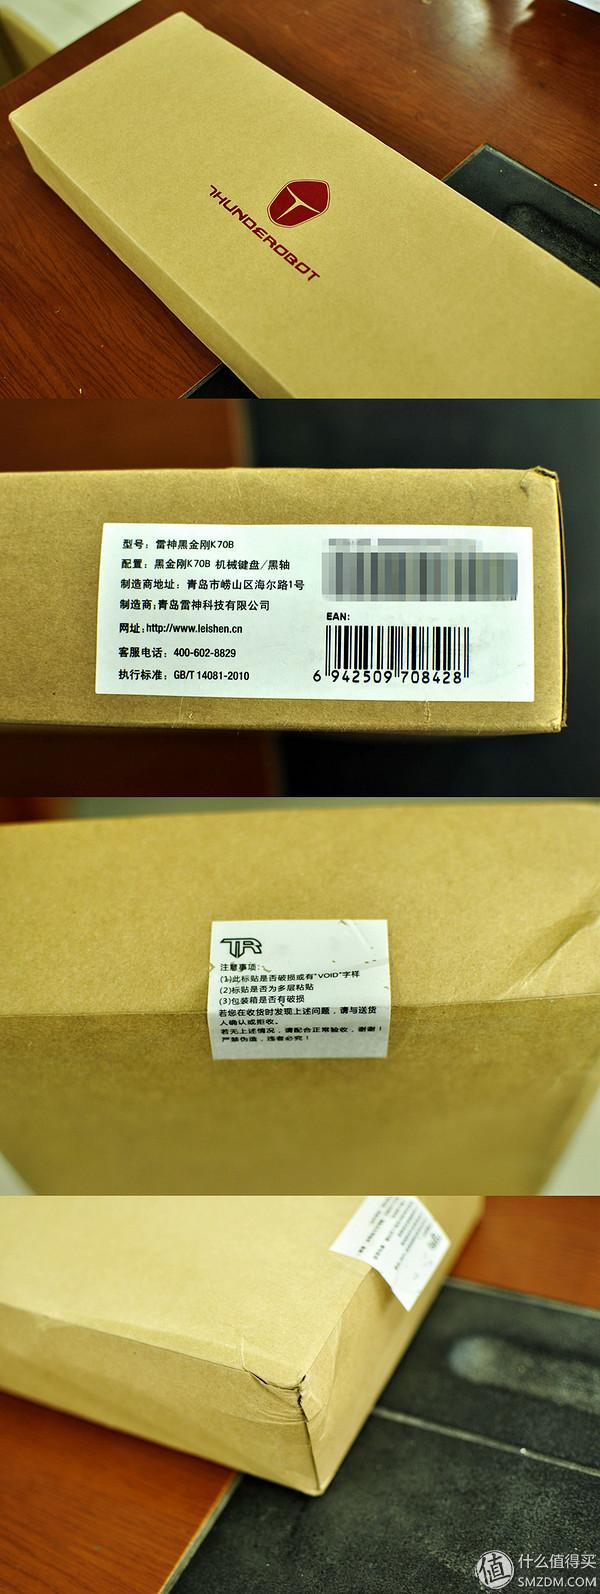 THUNDEROBOT
型号：雷神黑金刚K70B
配置：黑金刚K70B 机械键盘/黑轴
制造商地址：青岛市崂山区海尔路1号
制造商：青岛雷神科技有限公司
网址：http://www.leishen.cn
客服电话：400-602-8829
执行标准：GB/T 14081-2010
EAN:
6 942509 708428
TR
注意事项：
(1)此标贴是否破损或有“VOID”字样
(2)标贴是否为多层粘贴
(3)包装箱是否有破损
若您在收货时发现上述问题，请与送货
人确认或拒收。
若无上述情况，请配合正常验收，谢谢！
严禁伪造，违者必究！
值 什么值得买
SMZDM.COM